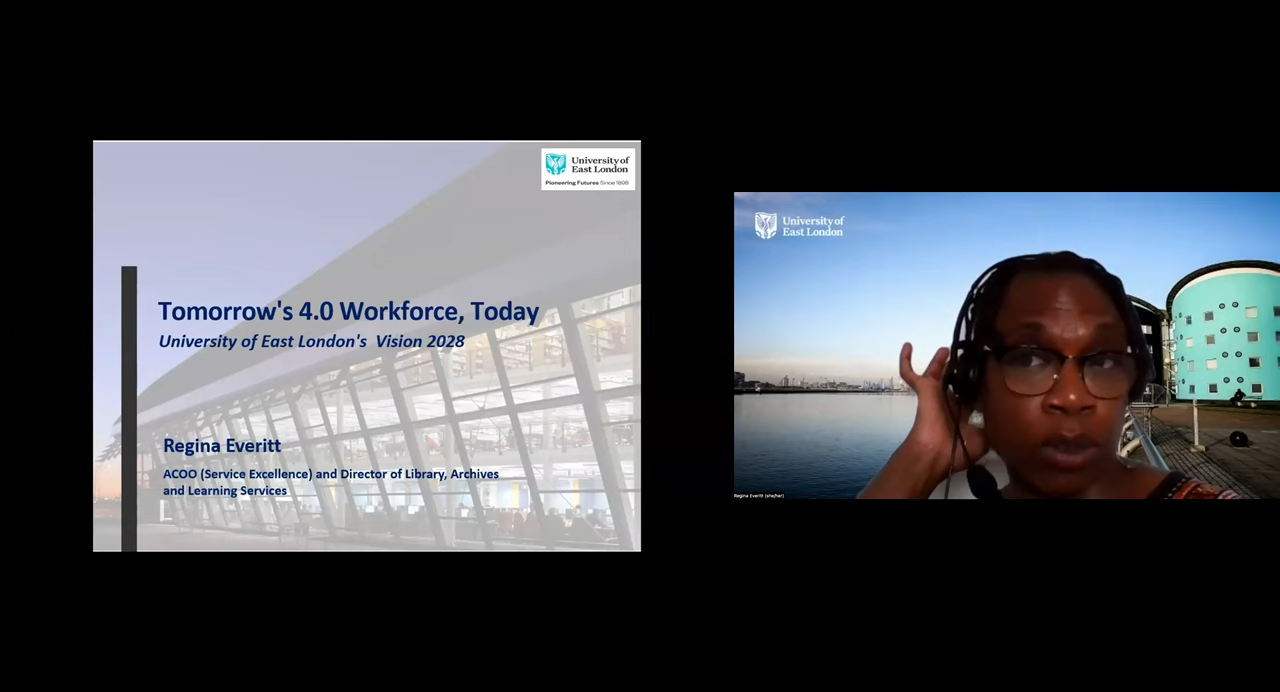 University of
East London
Pioneering Futures Since 1898
Tomorrow's 4.0 Workforce, Today
University of East London's Vision 2028
Regina Everitt
ACOO (Service Excellence) and Director of Library, Archives
and Learning Services
University of
East London
Regina Everitt (she/her)